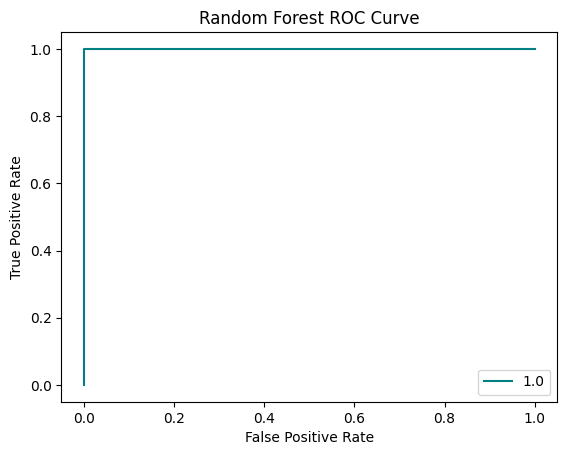 Random Forest ROC Curve
True Positive Rate
1.0
0.8
0.6
0.4
0.2
0.0
1.0
0.0 0.2 0.4 0.6 0.8 1.0
False Positive Rate